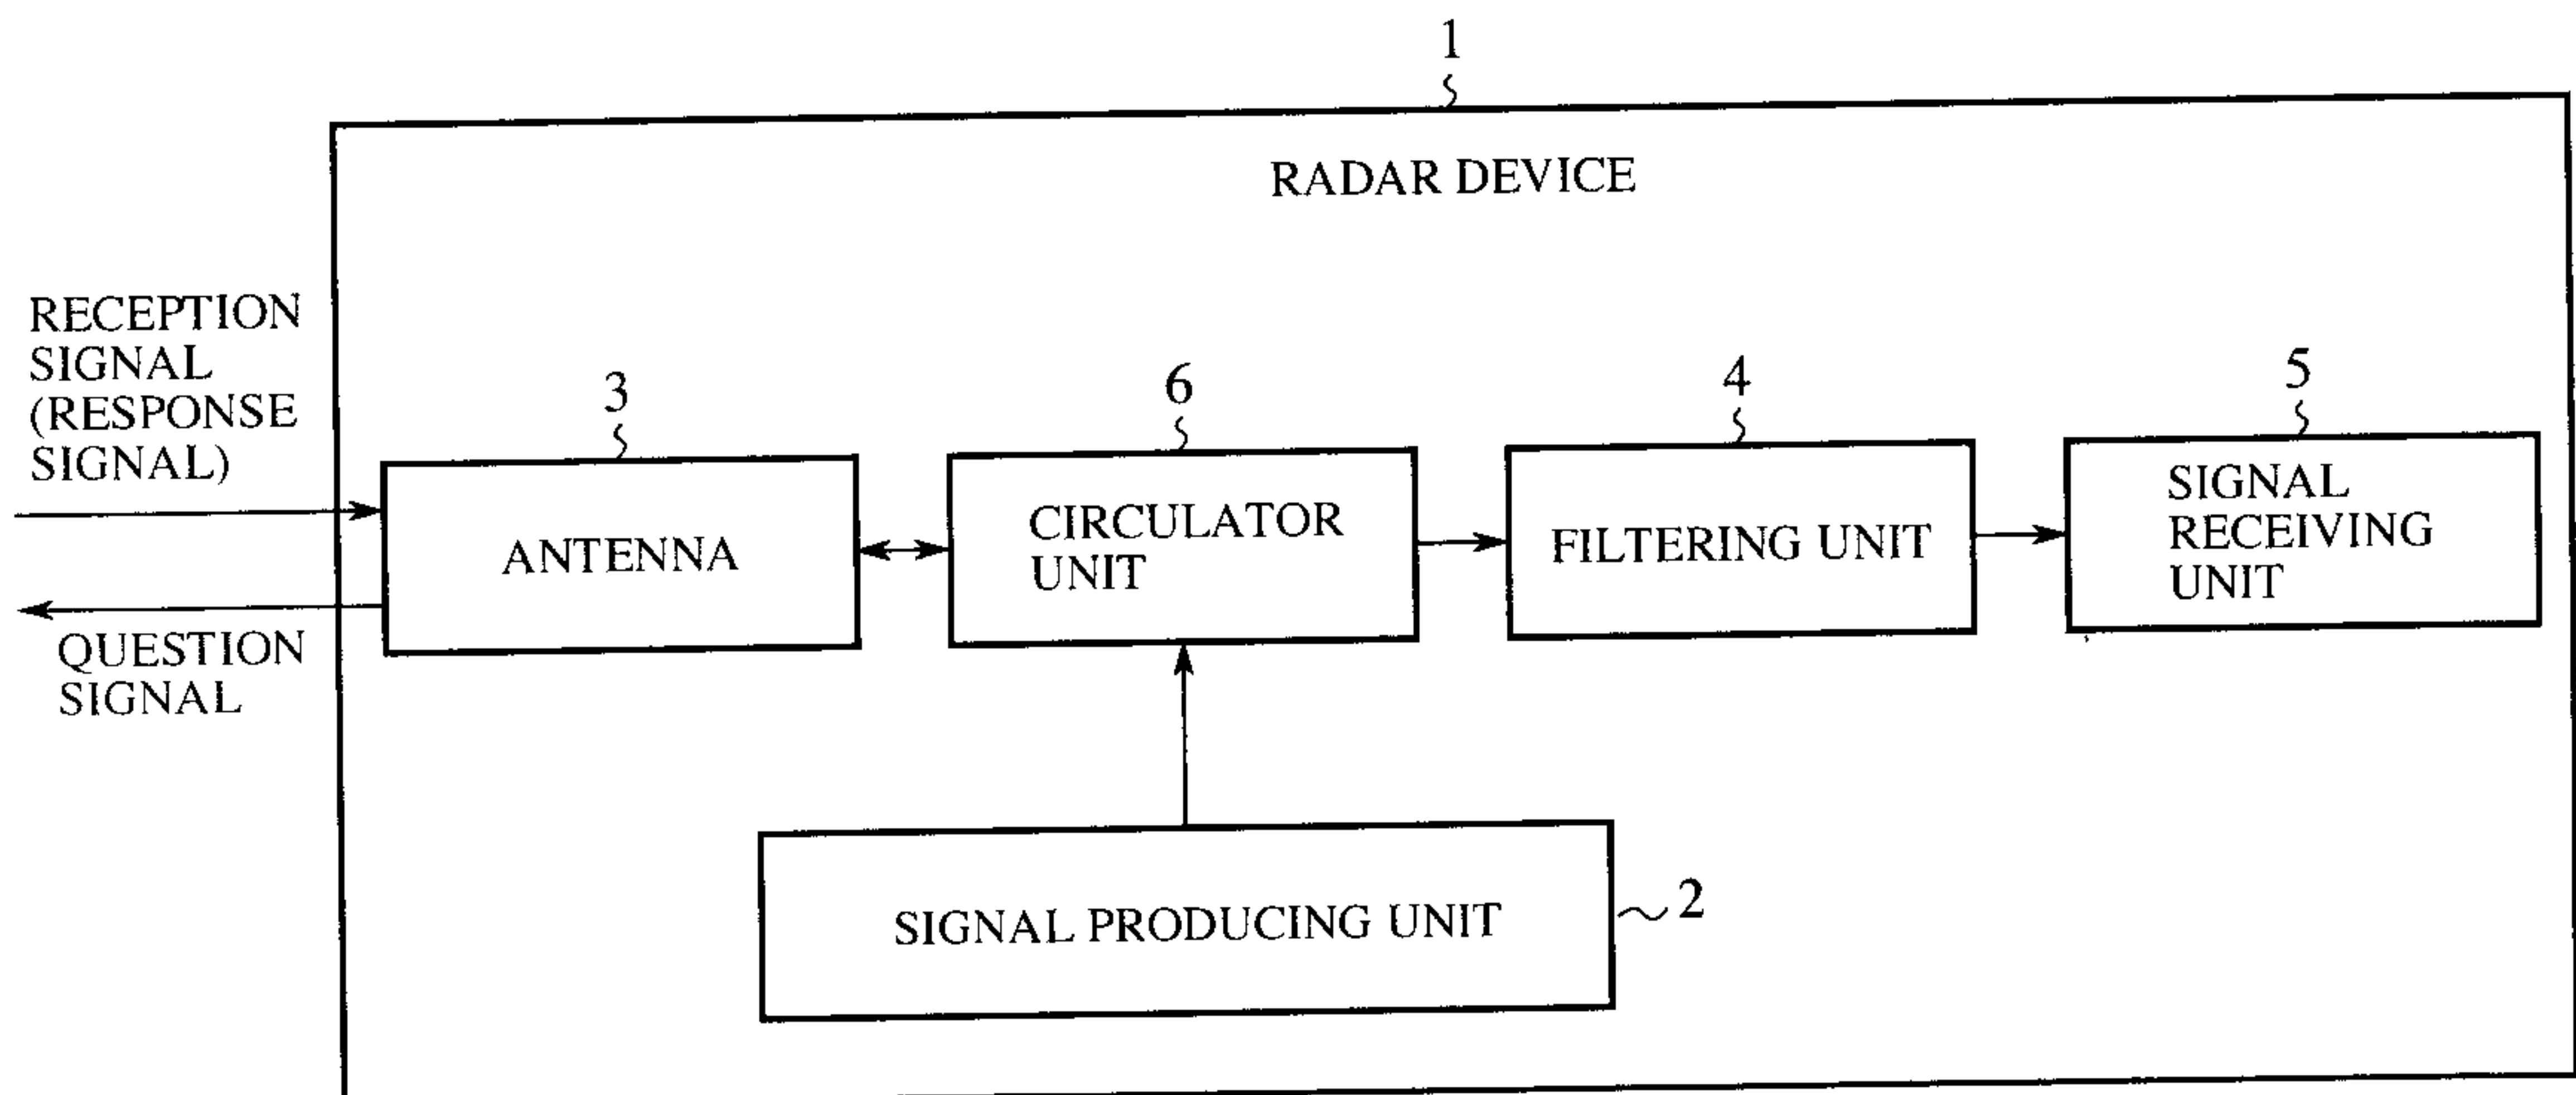 1
RADAR DEVICE
RECEPTION
SIGNAL
(RESPONSE
SIGNAL)
QUESTION
SIGNAL
3
ANTENNA
6
CIRCULATOR
UNIT
4
FILTERING UNIT
5
SIGNAL
RECEIVING
UNIT
SIGNAL PRODUCING UNIT
2